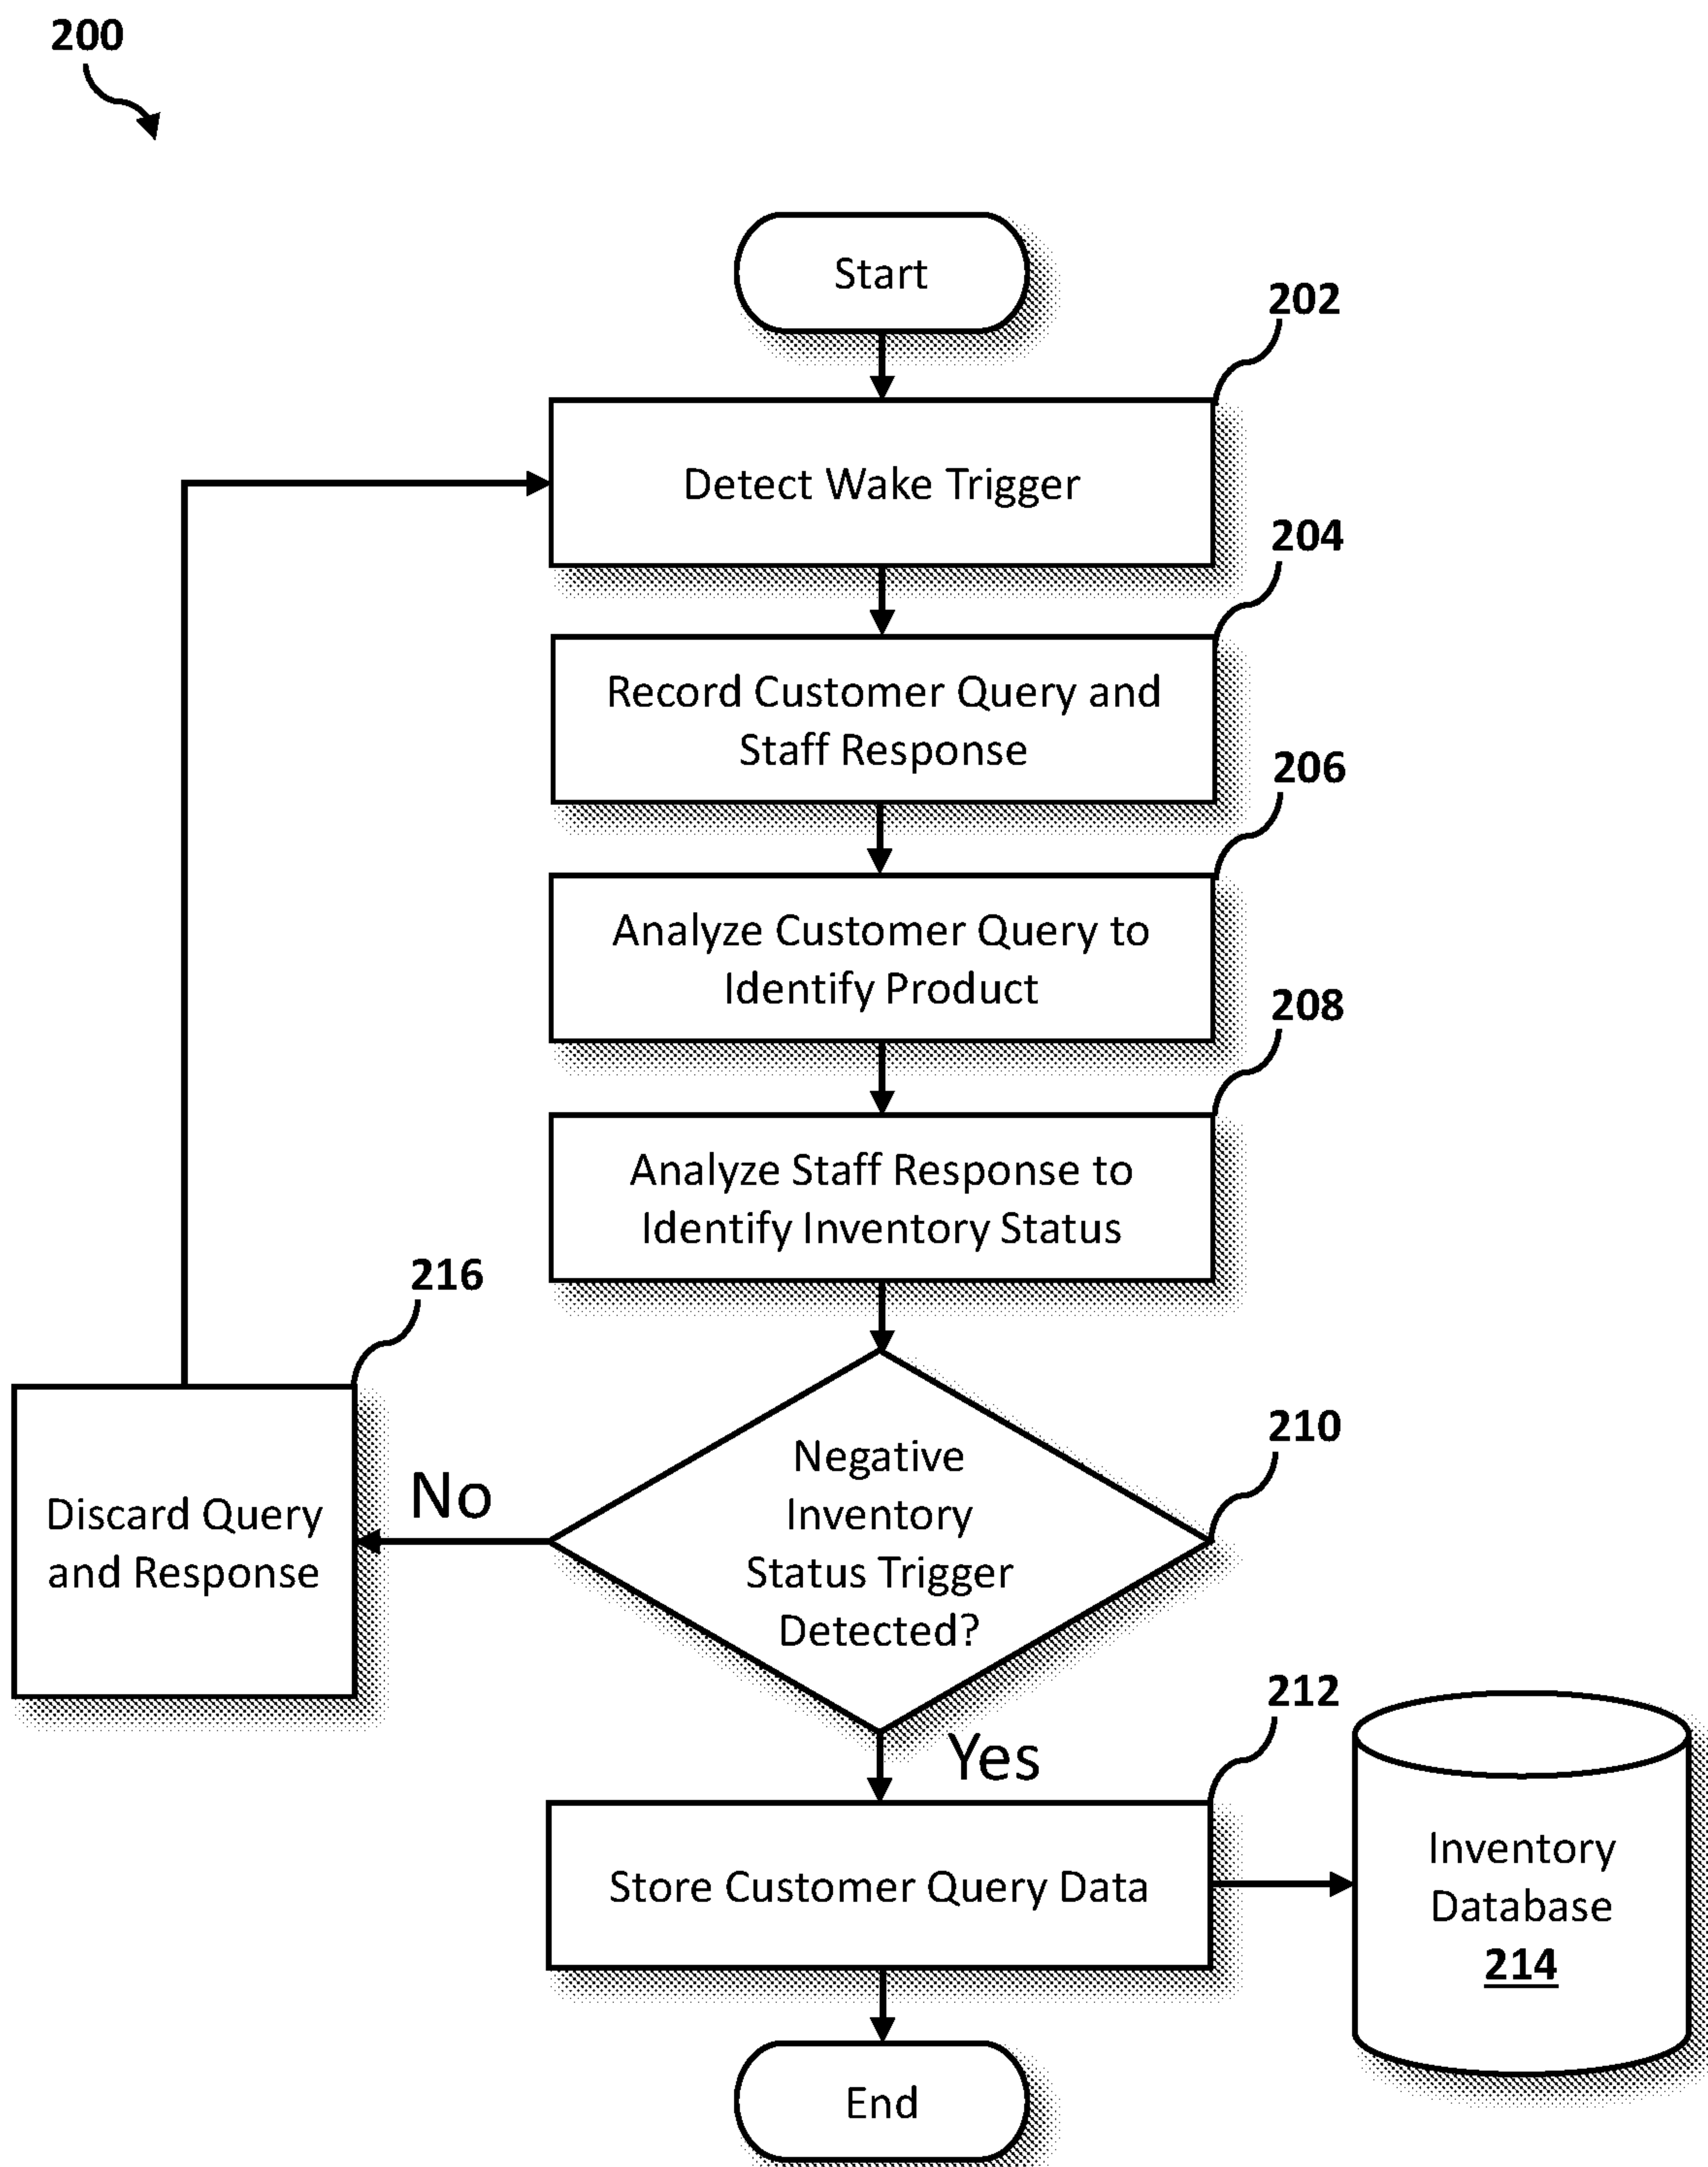 200
Start
202
Detect Wake Trigger
204
Record Customer Query and
Staff Response
206
Analyze Customer Query to
Identify Product
208
Analyze Staff Response to
Identify Inventory Status
216
Discard Query
and Response
No
210
Negative
Inventory
Status Trigger
Detected?
Yes
212
Store Customer Query Data
Inventory
Database
214
End